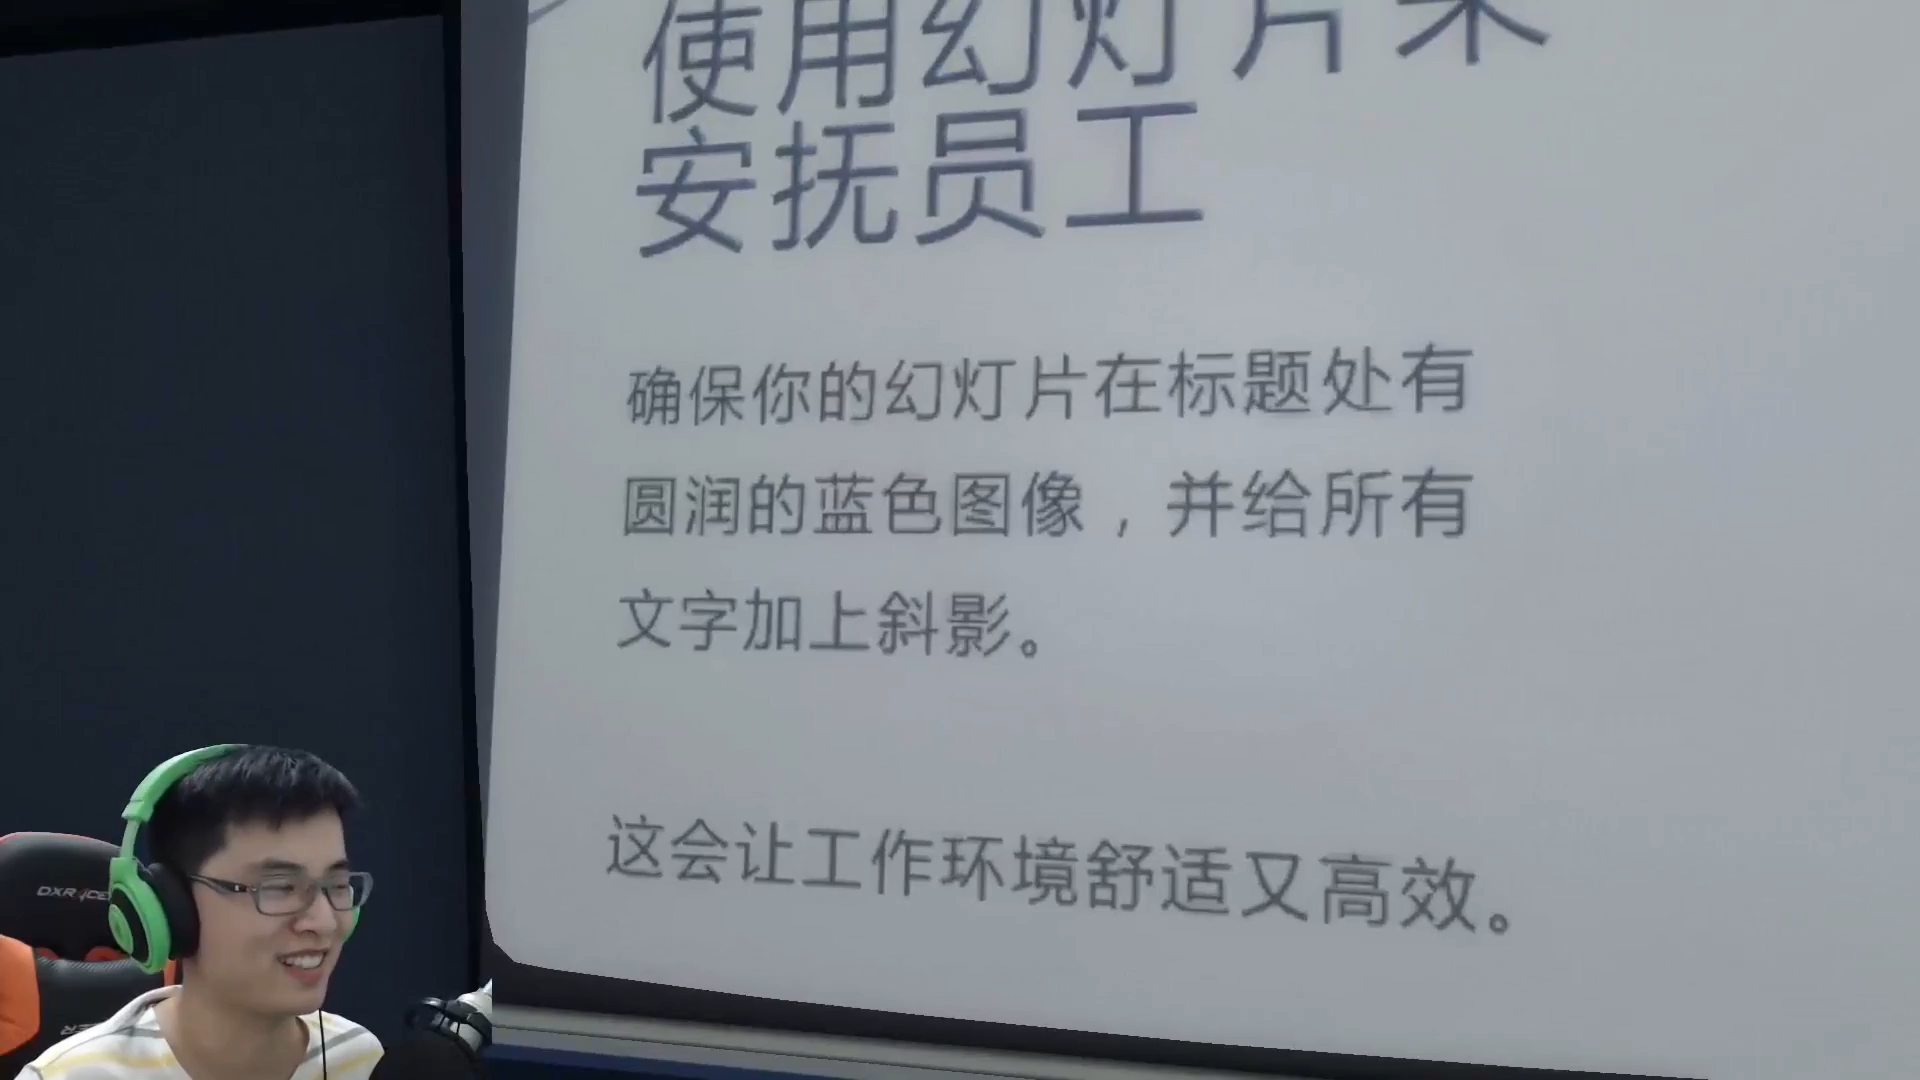 使用幻灯片来
安抚员工
确保你的幻灯片在标题处有
圆润的蓝色图像，并给所有
文字加上斜影。
这会让工作环境舒适又高效。
DXRACER